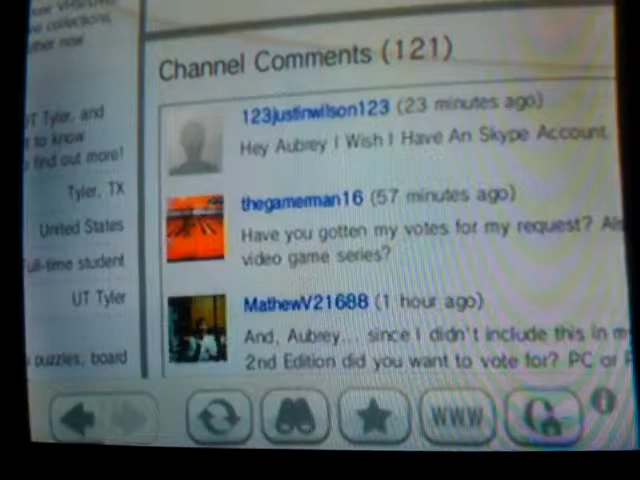 other now
Channel Comments (121)
UT Tyler, and
to know
find out more!
Tyler, TX
United States
full-time student
UT Tyler
puzzles, board
123justinwilson123 (23 minutes ago)
Hey Aubrey I Wish I Have An Skype Account.
thegamerman16 (57 minutes ago)
Have you gotten my votes for my request?
video game series?
MathewV21688 (1 hour ago)
And, Aubrey... since I didn't include this in
2nd Edition did you want to vote for? PC or
WWW